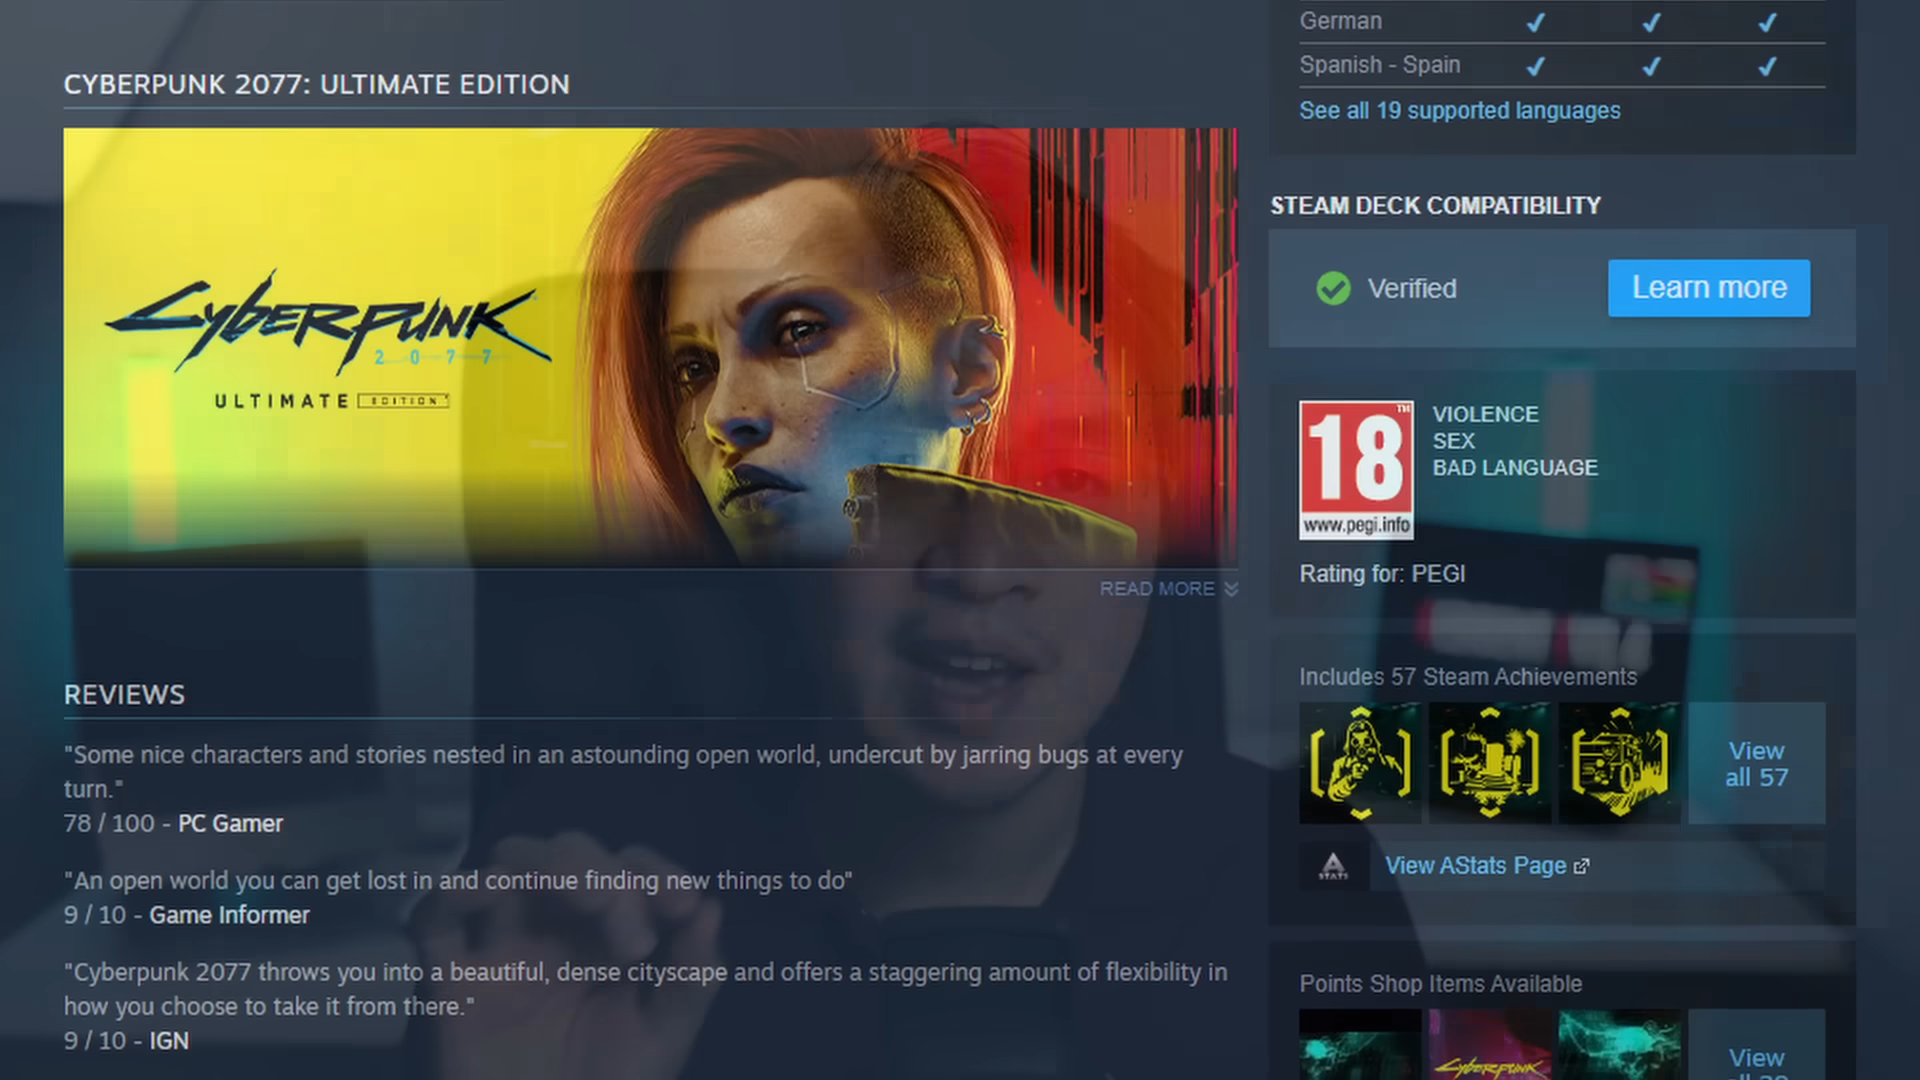 CYBERPUNK 2077: ULTIMATE EDITION
Cyberpunk
2077
ULTIMATE EDITION
READ MORE
REVIEWS
"Some nice characters and stories nested in an astounding open world, undercut by jarring bugs at every
turn."
78 / 100 - PC Gamer
"An open world you can get lost in and continue finding new things to do"
9 / 10 - Game Informer
"Cyberpunk 2077 throws you into a beautiful, dense cityscape and offers a staggering amount of flexibility in
how you choose to take it from there."
9 / 10 - IGN
German
Spanish - Spain
See all 19 supported languages
STEAM DECK COMPATIBILITY
Verified
Learn more
18
TM
www.pegi.info
VIOLENCE
SEX
BAD LANGUAGE
Rating for: PEGI
Includes 57 Steam Achievements
View
all 57
A
STATS
View AStats Page
Points Shop Items Available
Cyberpunk
View